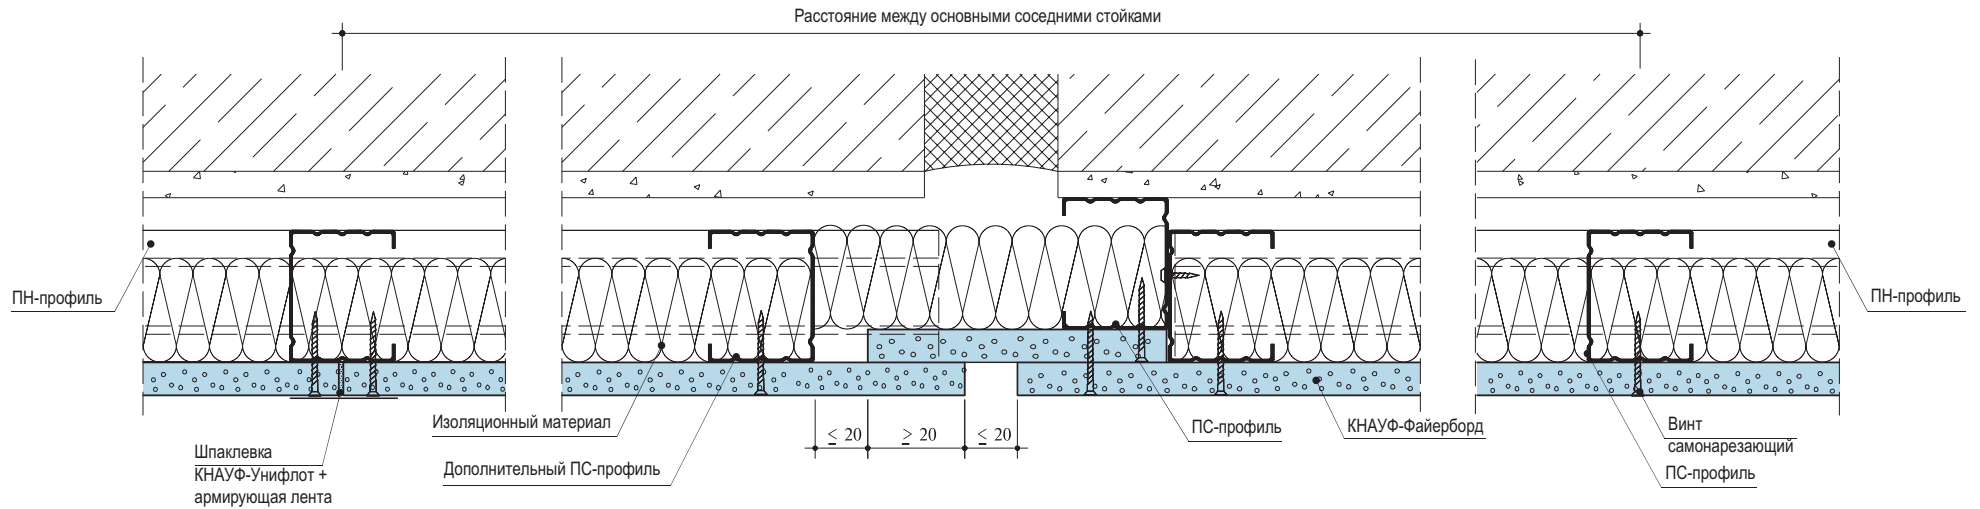 Расстояние между основными соседними стойками
ПН-профиль
ПН-профиль
Изоляционный материал
≤ 20
≥ 20
≤ 20
ПС-профиль
КНАУФ-Файерборд
Винт
самонарезающий
Шпаклевка
КНАУФ-Унифлот +
армирующая лента
Дополнительный ПС-профиль
ПС-профиль